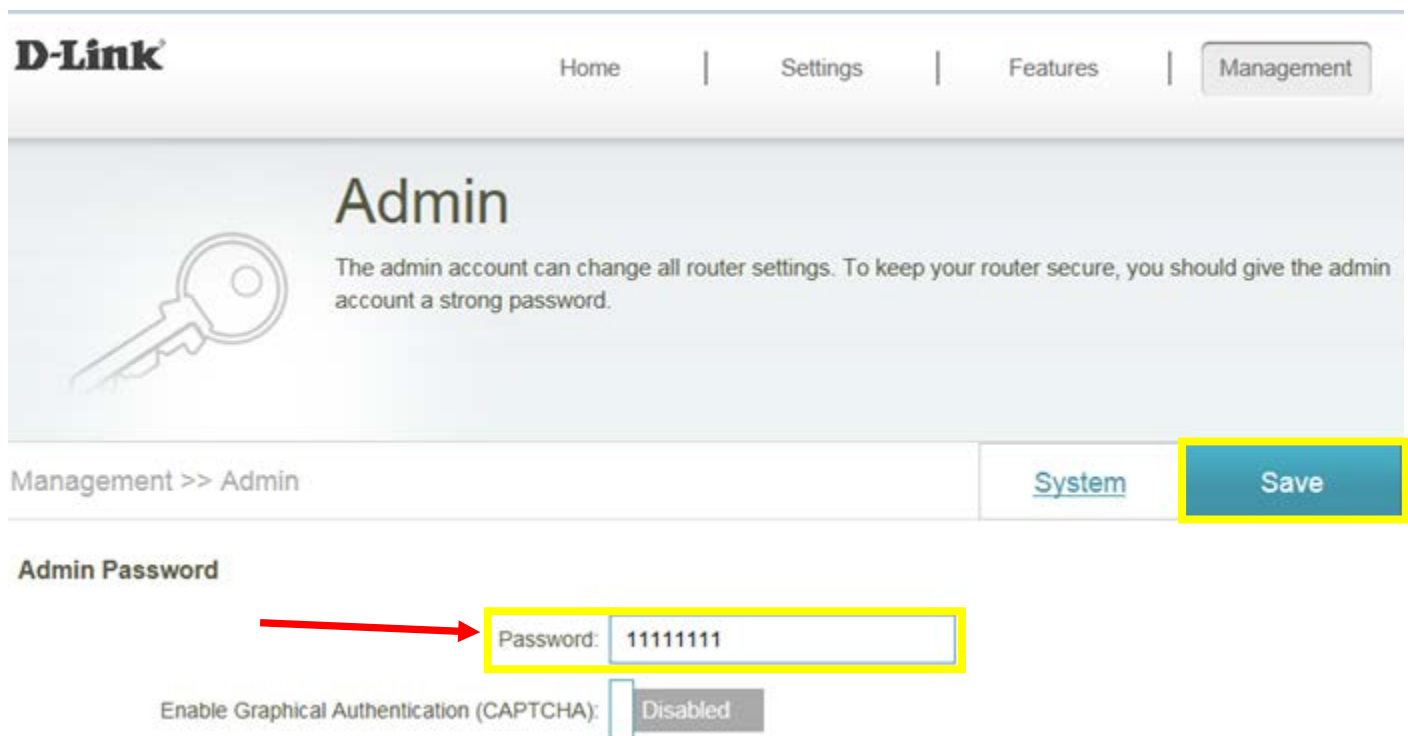 D-Link
Home | Settings | Features | Management
Admin
The admin account can change all router settings. To keep your router secure, you should give the admin
account a strong password.
Management >> Admin
System
Save
Admin Password
Password: 11111111
Enable Graphical Authentication (CAPTCHA): Disabled